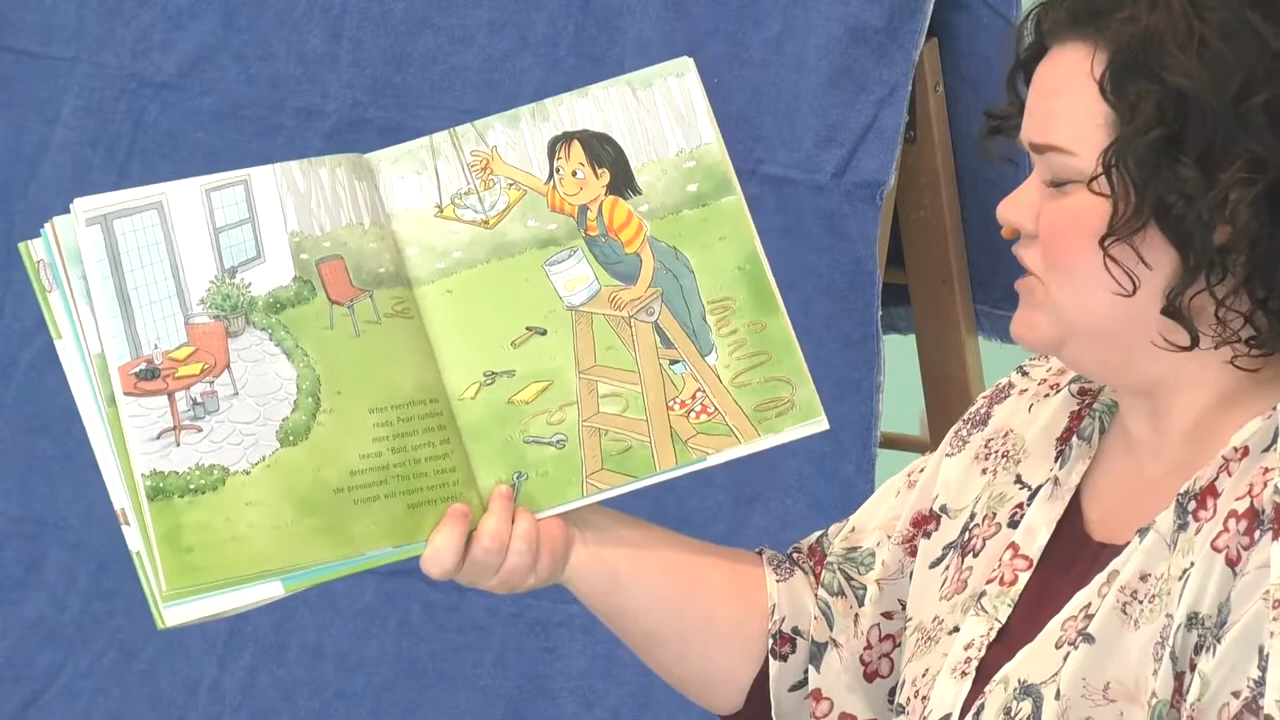 When everything was
ready, Pearl tumbled
more peanuts into the
teacup. "Bold, speedy, and
determined won't be enough,"
she pronounced. "This time, teacup
triumph will require nerves of
squirrely steel."